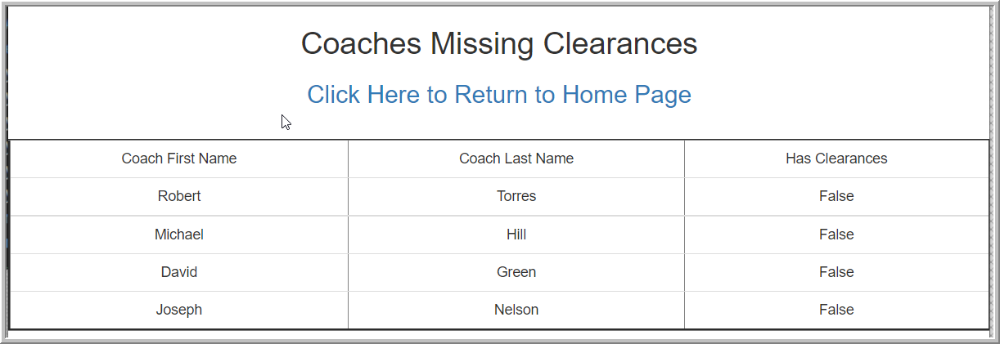 Coaches Missing Clearances
Click Here to Return to Home Page
Coach First Name Coach Last Name Has Clearances
Robert Torres False
Michael Hill False
David Green False
Joseph Nelson False